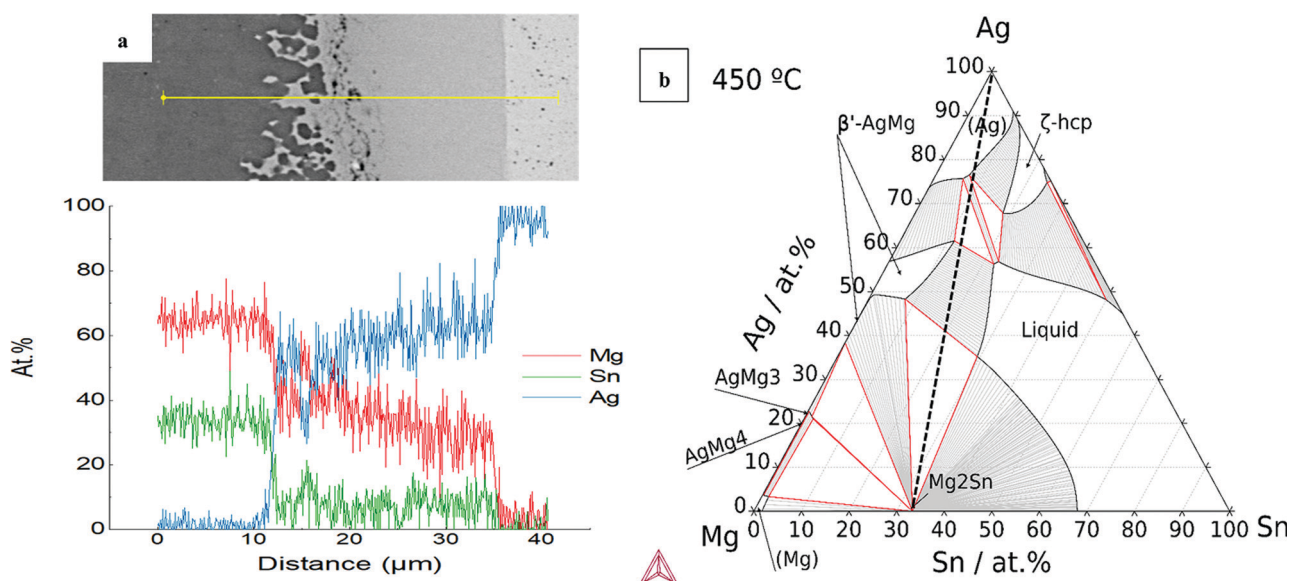 a
100
80
60
40
20
0
At.%
0
10
20
30
40
Distance (µm)
Mg
Sn
Ag
b
450 ºC
Ag
100
90
80
70
60
50
40
30
20
10
0
Ag / at.%
(Ag)
ζ-hcp
β'-AgMg
Liquid
AgMg3
AgMg4
Mg2Sn
Mg
(Mg)
0 10 20 30 40 50 60 70 80 90 100
Sn / at.%
Sn